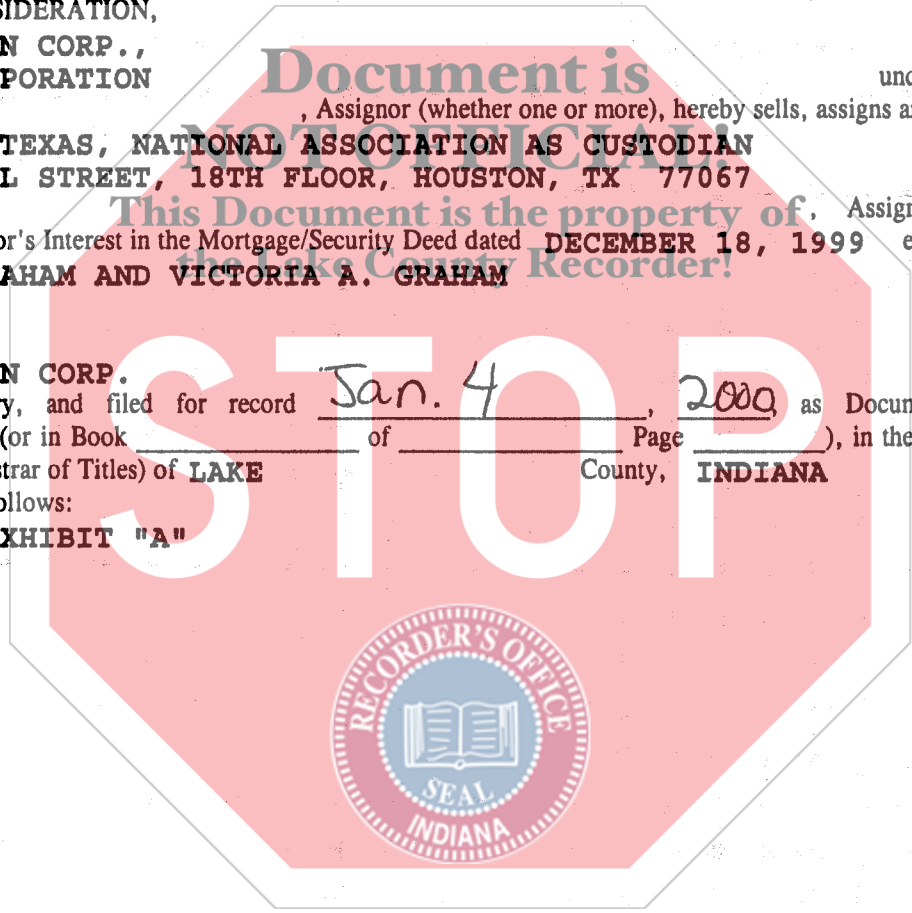 SIDERATION,
N CORP.,
PORATION und
Document is
, Assignor (whether one or more), hereby sells, assigns a
NOT OFFICIAL!
TEXAS, NATIONAL ASSOCIATION AS CUSTODIAN
L STREET, 18TH FLOOR, HOUSTON, TX 77067
This Document is the property of
, Assign
or's Interest in the Mortgage/Security Deed dated DECEMBER 18, 1999 e
the Lake County Recorder!
AHAM AND VICTORIA A. GRAHAM
STOP
N CORP.
y, and filed for record Jan. 4, 2000 as Docum
(or in Book of Page ), in the
strar of Titles) of LAKE County, INDIANA
ollows:
XHIBIT "A"
RECORDER'S OFFICE
SEAL
INDIANA